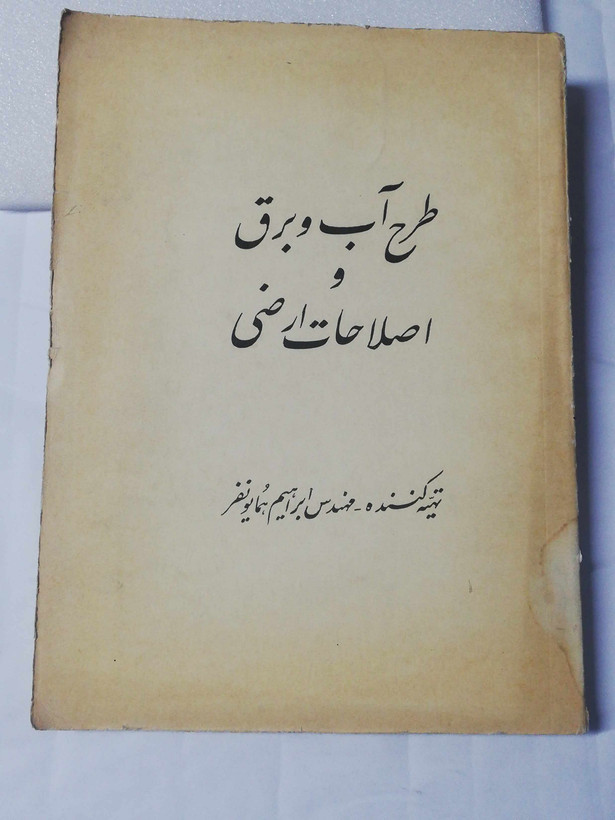 طرح آب و برق
و
اصلاحات ارضی
تهیه کننده - مهندس ابراهیم همایونفر